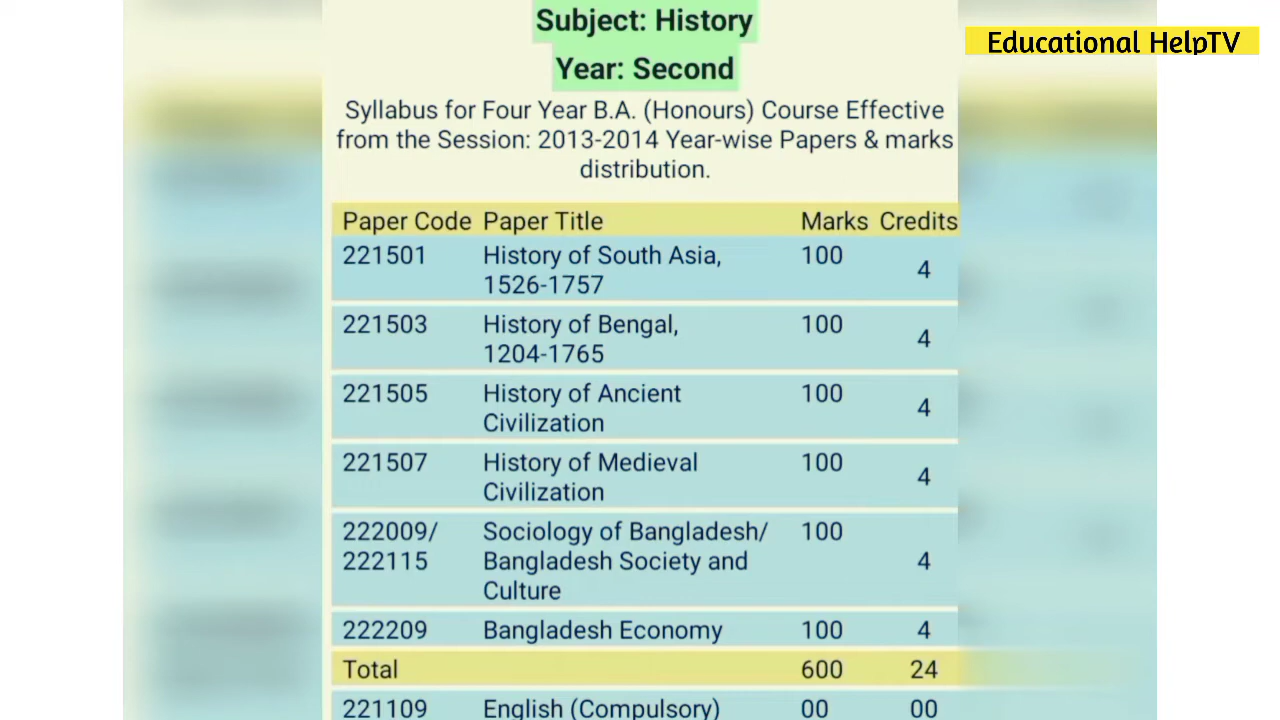 Subject: History
Educational HelpTV
Year: Second
Syllabus for Four Year B.A. (Honours) Course Effective
from the Session: 2013-2014 Year-wise Papers & marks
distribution.
Paper Code Paper Title Marks Credits
221501 History of South Asia, 100 4
1526-1757
221503 History of Bengal, 100 4
1204-1765
221505 History of Ancient 100 4
Civilization
221507 History of Medieval 100 4
Civilization
222009/ Sociology of Bangladesh/ 100
222115 Bangladesh Society and 4
Culture
222209 Bangladesh Economy 100 4
Total 600 24
221109 English (Compulsory) 00 00